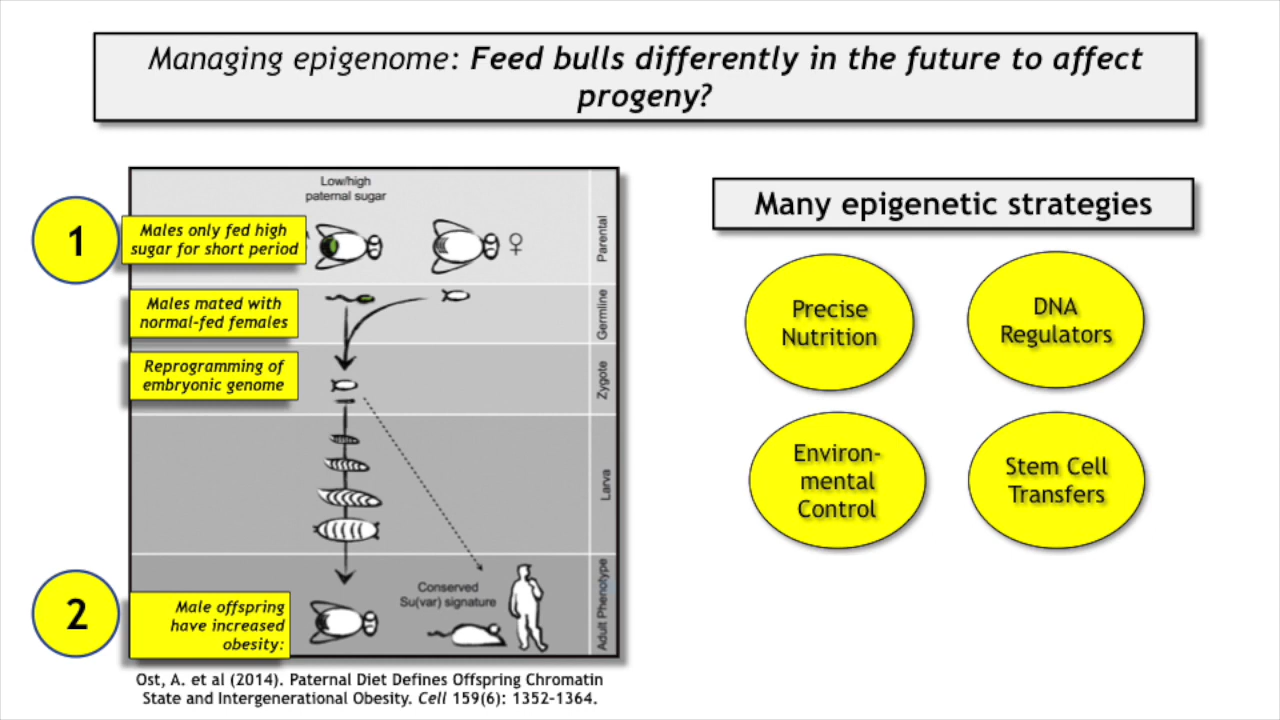 Managing epigenome: Feed bulls differently in the future to affect
progeny?
Low/high
paternal sugar
1
Males only fed high
sugar for short period
♀
Parental
Males mated with
normal-fed females
Germline
Reprogramming of
embryonic genome
Zygote
Larva
2
Male offspring
have increased
obesity:
Conserved
Su(var) signature
Adult Phenotype
Ost, A. et al (2014). Paternal Diet Defines Offspring Chromatin
State and Intergenerational Obesity. Cell 159(6): 1352-1364.
Many epigenetic strategies
Precise
Nutrition
DNA
Regulators
Environ-
mental
Control
Stem Cell
Transfers